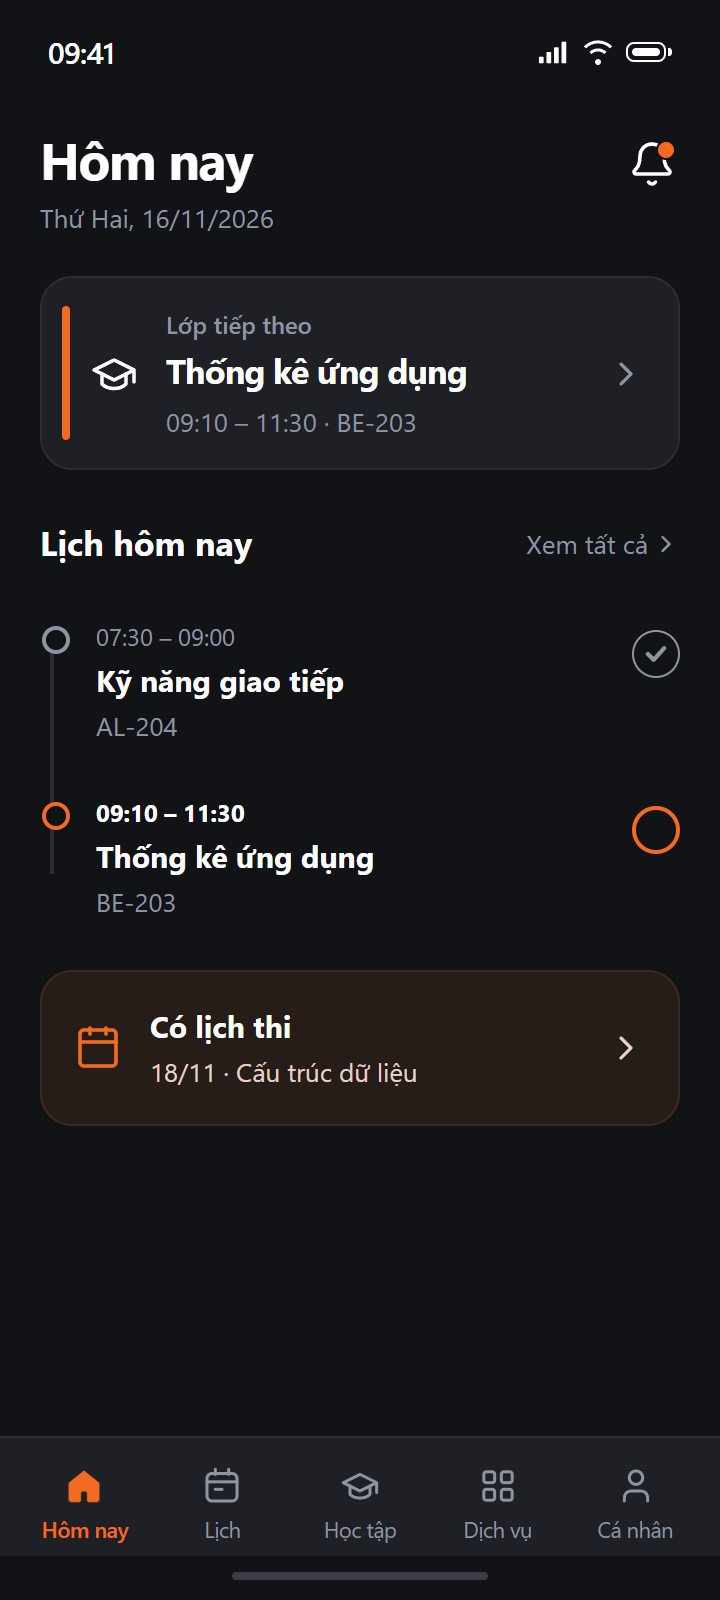 09:41
Hôm nay
Thứ Hai, 16/11/2026
Lớp tiếp theo
Thống kê ứng dụng
09:10 – 11:30 · BE-203
Lịch hôm nay
Xem tất cả
07:30 – 09:00
Kỹ năng giao tiếp
AL-204
09:10 – 11:30
Thống kê ứng dụng
BE-203
Có lịch thi
18/11 · Cấu trúc dữ liệu
Hôm nay
Lịch
Học tập
Dịch vụ
Cá nhân